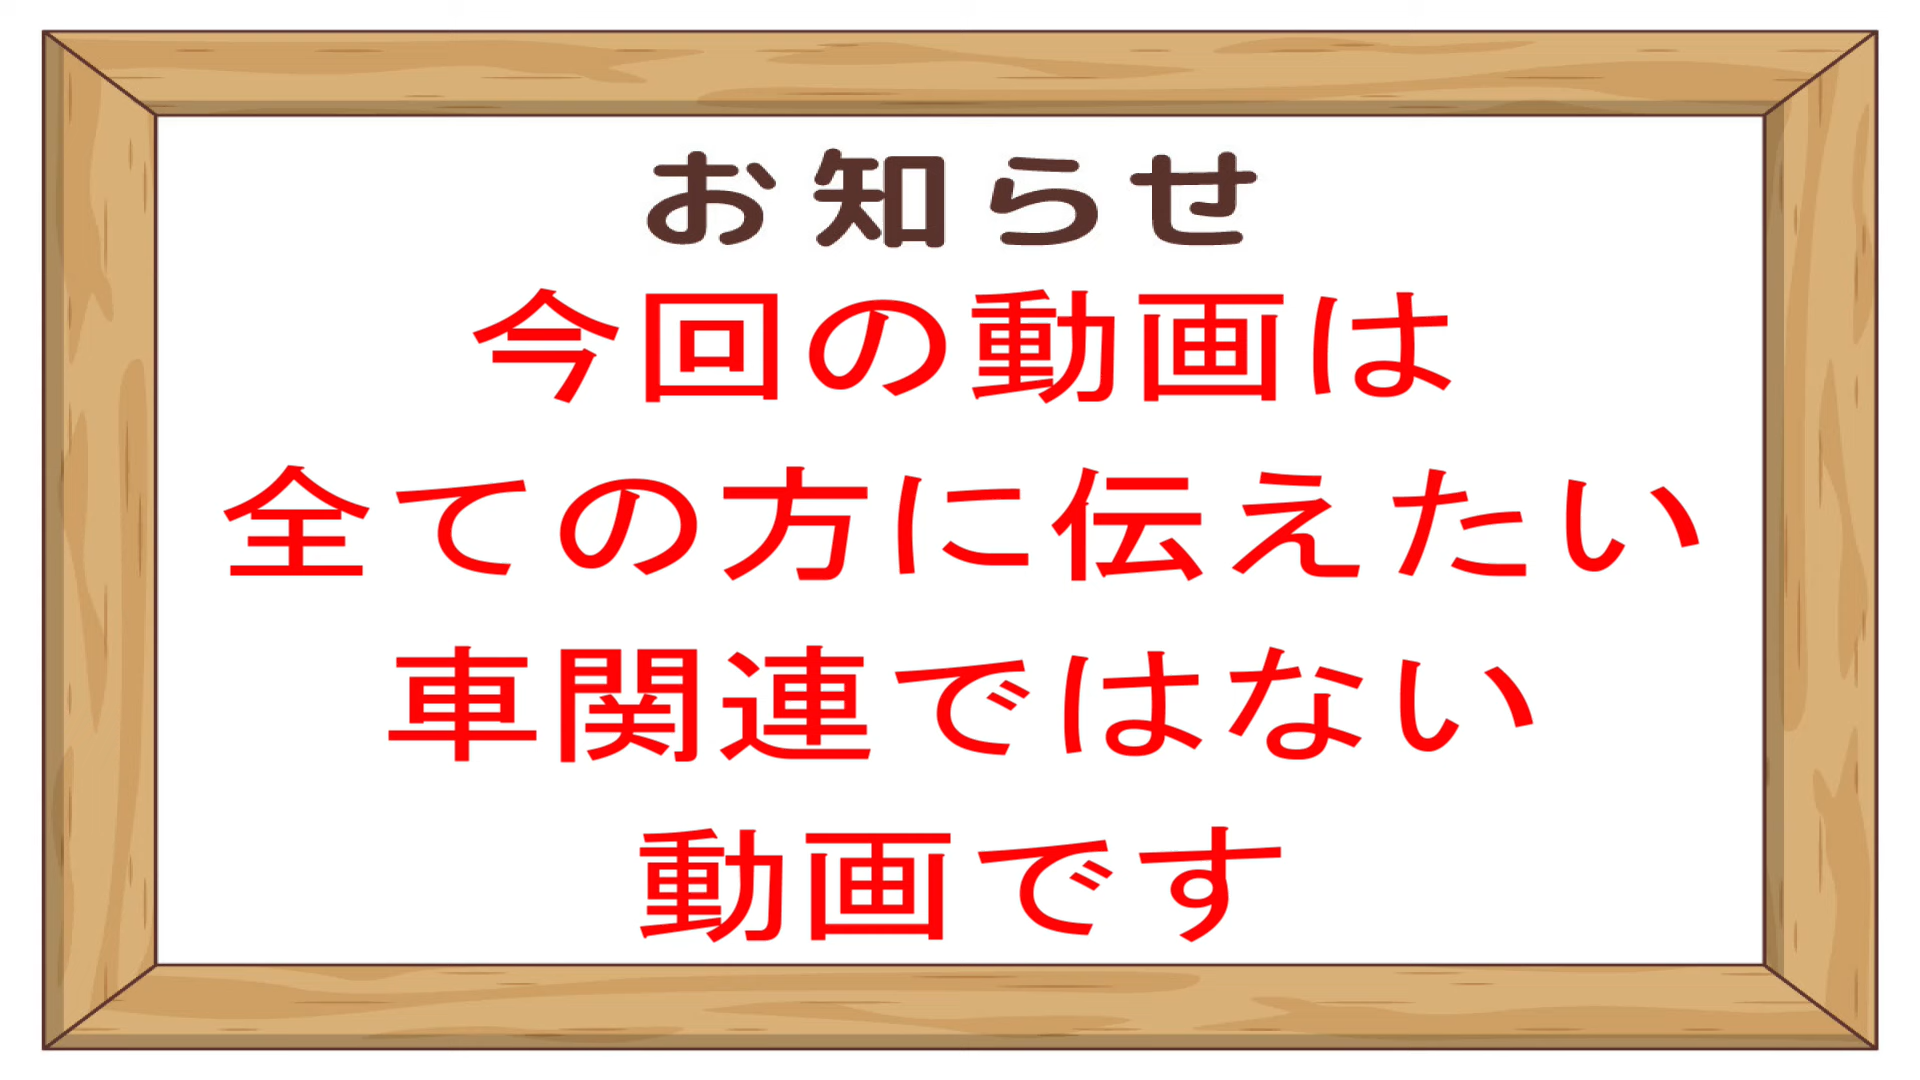 お知らせ
今回の動画は
全ての方に伝えたい
車関連ではない
動画です